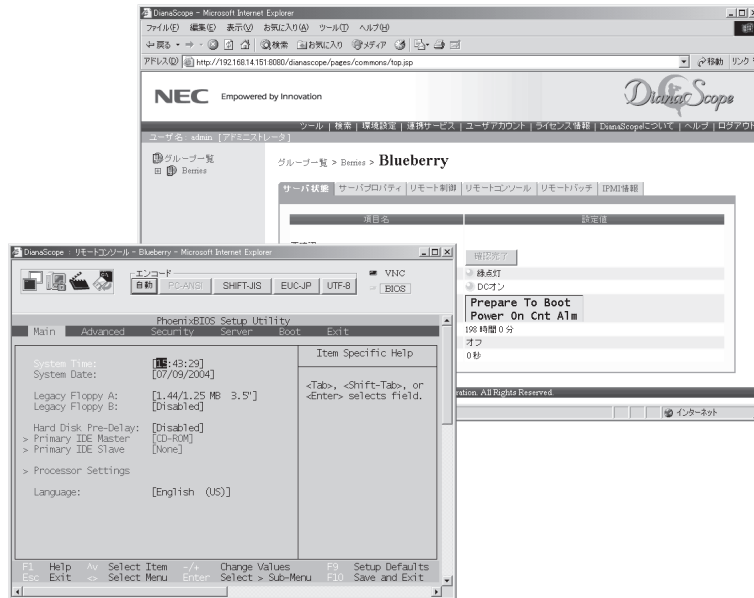 DianaScope - Microsoft Internet Explorer
ファイル(F) 編集(E) 表示(V) お気に入り(A) ツール(T) ヘルプ(H)
戻る 検索 お気に入り メディア
アドレス(D) http://192.168.14.151:8080/dianascope/pages/commons/top.jsp 移動 リンク
NEC Empowered by Innovation
DianaScope
ツール | 検索 | 環境設定 | 連携サービス | ユーザアカウント | ライセンス情報 | DianaScopeについて | ヘルプ | ログアウト
ユーザ名 : admin [アドミニストレータ]
グループ一覧
Berries
グループ一覧 > Berries > Blueberry
サーバ状態 サーバプロパティ リモート制御 リモートコンソール リモートバッチ IPMI情報
項目名 設定値
確認完了
緑点灯
DCオン
Prepare To Boot
Power On Cnt Alm
198 時間 0 分
オフ
0 秒
ration. All Rights Reserved.
インターネット
DianaScope : リモートコンソール - Blueberry - Microsoft Internet Explorer
エンコード
自動 PC-ANSI SHIFT-JIS EUC-JP UTF-8
VNC
BIOS
PhoenixBIOS Setup Utility
Main Advanced Security Server Boot Exit
Item Specific Help
System Time: [15:43:29]
System Date: [07/09/2004]
<Tab>, <Shift-Tab>, or
<Enter> selects field.
Legacy Floppy A: [1.44/1.25 MB 3.5"]
Legacy Floppy B: [Disabled]
Hard Disk Pre-Delay: [Disabled]
> Primary IDE Master [CD-ROM]
> Primary IDE Slave [None]
> Processor Settings
Language: [English (US)]
F1 Help ^v Select Item -/+ Change Values F9 Setup Defaults
Esc Exit <> Select Menu Enter Select > Sub-Menu F10 Save and Exit